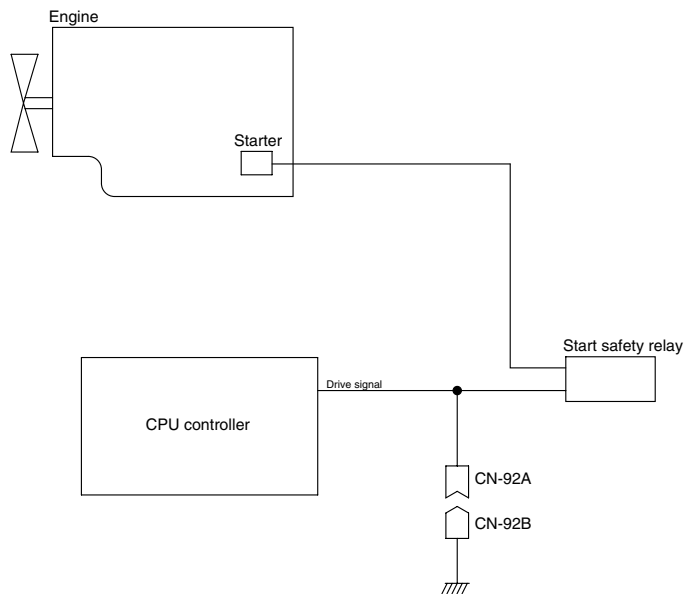 Engine
Starter
Start safety relay
Drive signal
CPU controller
CN-92A
CN-92B